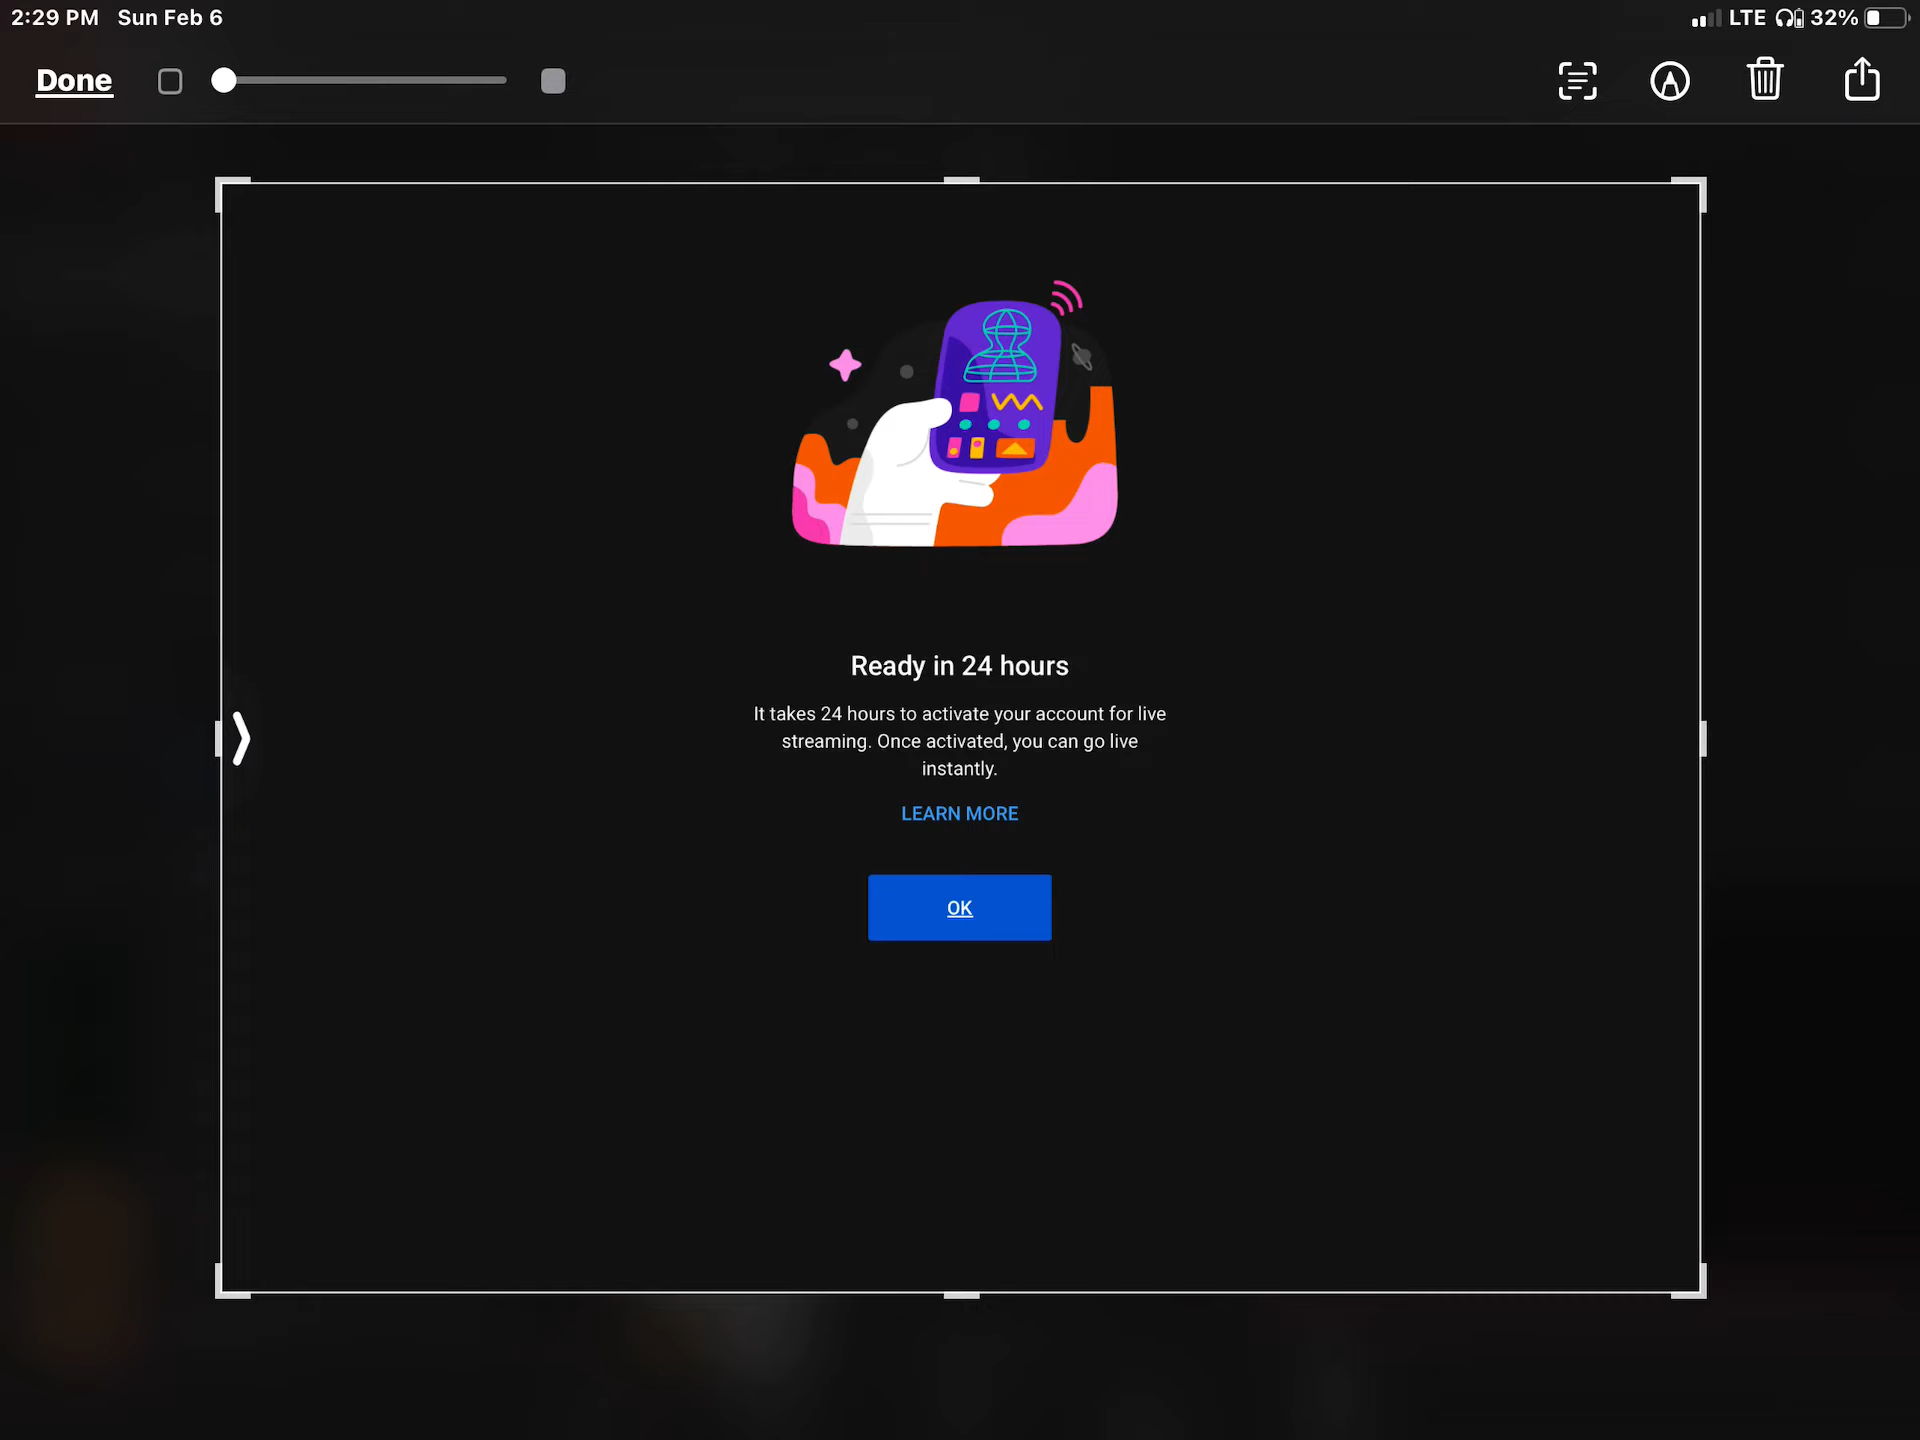 2:29 PM Sun Feb 6 LTE 32%
Done
Ready in 24 hours
It takes 24 hours to activate your account for live
streaming. Once activated, you can go live
instantly.
LEARN MORE
OK